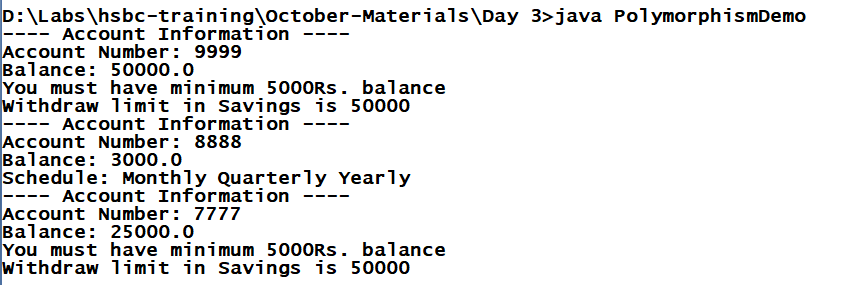 D:\Labs\hsbc-training\October-Materials\Day 3>java PolymorphismDemo
---- Account Information ----
Account Number: 9999
Balance: 50000.0
You must have minimum 5000Rs. balance
Withdraw limit in Savings is 50000
---- Account Information ----
Account Number: 8888
Balance: 3000.0
Schedule: Monthly Quarterly Yearly
---- Account Information ----
Account Number: 7777
Balance: 25000.0
You must have minimum 5000Rs. balance
Withdraw limit in Savings is 50000